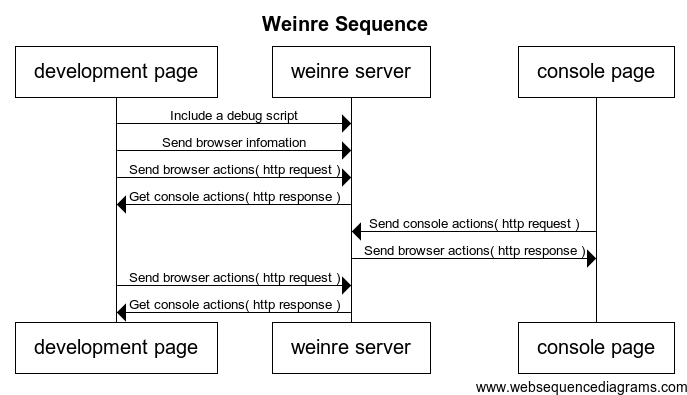 Weinre Sequence
development page
weinre server
console page
Include a debug script
Send browser infomation
Send browser actions( http request )
Get console actions( http response )
Send console actions( http request )
Send browser actions( http response )
Send browser actions( http request )
Get console actions( http response )
development page
weinre server
console page
www.websequencediagrams.com